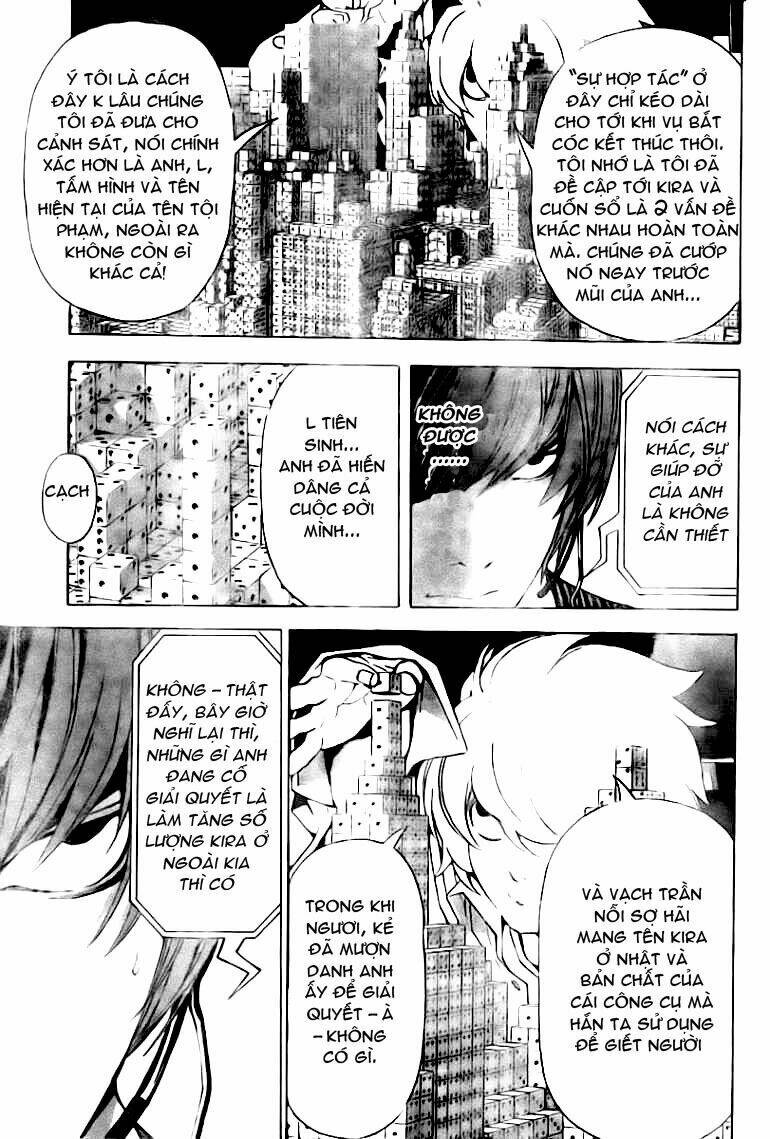 "SỰ HỢP
TÁC" Ở
ĐÂY CHỈ KÉO DÀI
CHO TỚI KHI VỤ BẮT
CÓC KẾT THÚC THÔI.
TÔI NHỚ LÀ TÔI ĐÃ
ĐỀ CẬP TỚI KIRA VÀ
CUỐN SỔ LÀ 2 VẤN ĐỀ
KHÁC NHAU HOÀN TOÀN
MÀ. CHÚNG ĐÃ CƯỚP
NÓ NGAY TRƯỚC
MŨI CỦA ANH...
Ý TÔI LÀ CÁCH
ĐÂY K LÂU CHÚNG
TÔI ĐÃ ĐƯA CHO
CẢNH SÁT, NÓI CHÍNH
XÁC HƠN LÀ ANH, L,
TẤM HÌNH VÀ TÊN
HIỆN TẠI CỦA TÊN TỘI
PHẠM, NGOÀI RA
KHÔNG CÒN GÌ
KHÁC CẢ!
NÓI CÁCH
KHÁC, SỰ
GIÚP ĐỠ
CỦA ANH
LÀ KHÔNG
CẦN THIẾT
KHÔNG
ĐƯỢC
......
L TIÊN
SINH...
ANH ĐÃ HIẾN
DÂNG CẢ
CUỘC ĐỜI
MÌNH...
CẠCH
VÀ VẠCH TRẦN
NỖI SỢ HÃI
MANG TÊN KIRA
Ở NHẬT VÀ
BẢN CHẤT CỦA
CÁI CÔNG CỤ MÀ
HẮN TA SỬ DỤNG
ĐỂ GIẾT NGƯỜI
TRONG KHI
NGƯƠI, KẺ
ĐÃ MƯỢN
DANH ANH
ẤY ĐỂ GIẢI
QUYẾT – À
– KHÔNG
CÓ GÌ.
KHÔNG – THẬT
ĐẤY, BÂY GIỜ
NGHĨ LẠI THÌ,
NHỮNG GÌ ANH
ĐANG CỐ
GIẢI QUYẾT LÀ
LÀM TĂNG SỐ
LƯỢNG KIRA Ở
NGOÀI KIA
THÌ CÓ